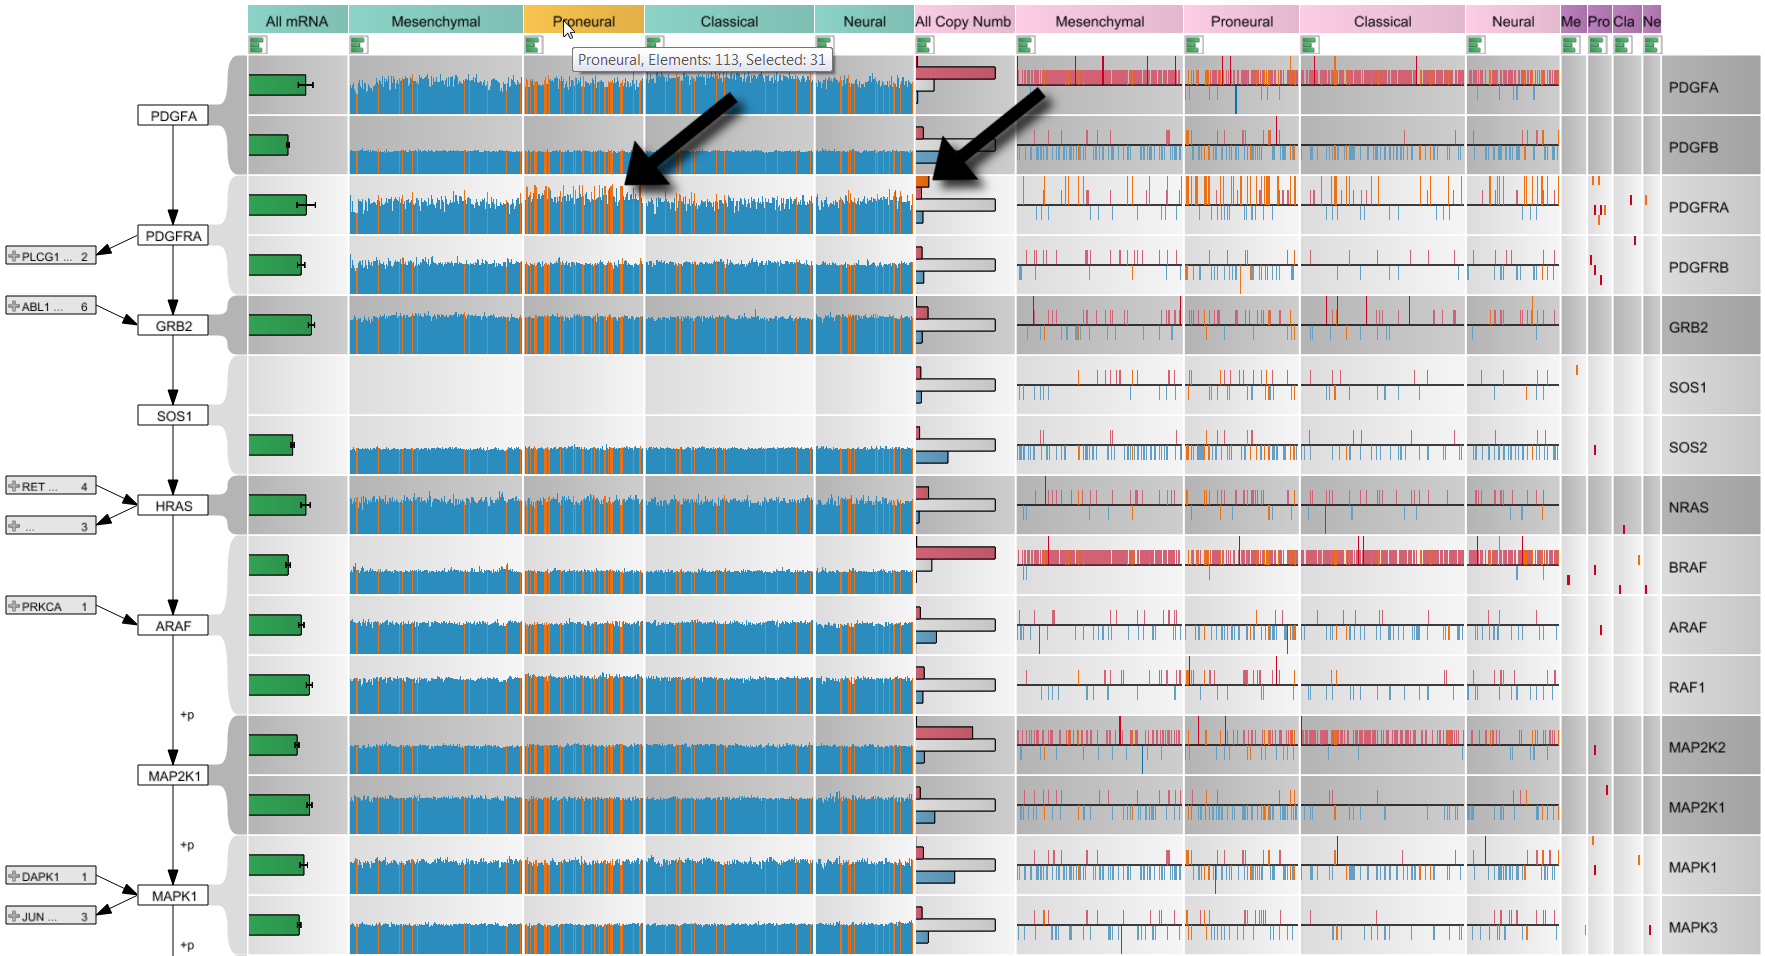 All mRNA Mesenchymal Proneural Classical Neural All Copy Numb Mesenchymal Proneural Classical Neural Me Pro Cla Ne
Proneural, Elements: 113, Selected: 31
PDGFA
PDGFA
PDGFB
PDGFRA
PDGFRA
PLCG1 ... 2
PDGFRB
ABL1 ... 6
GRB2
GRB2
SOS1
SOS1
SOS2
RET ... 4
HRAS
NRAS
... 3
BRAF
PRKCA 1
ARAF
ARAF
RAF1
+p
MAP2K2
MAP2K1
MAP2K1
+p
MAPK1
DAPK1 1
MAPK1
JUN ... 3
MAPK3
+p